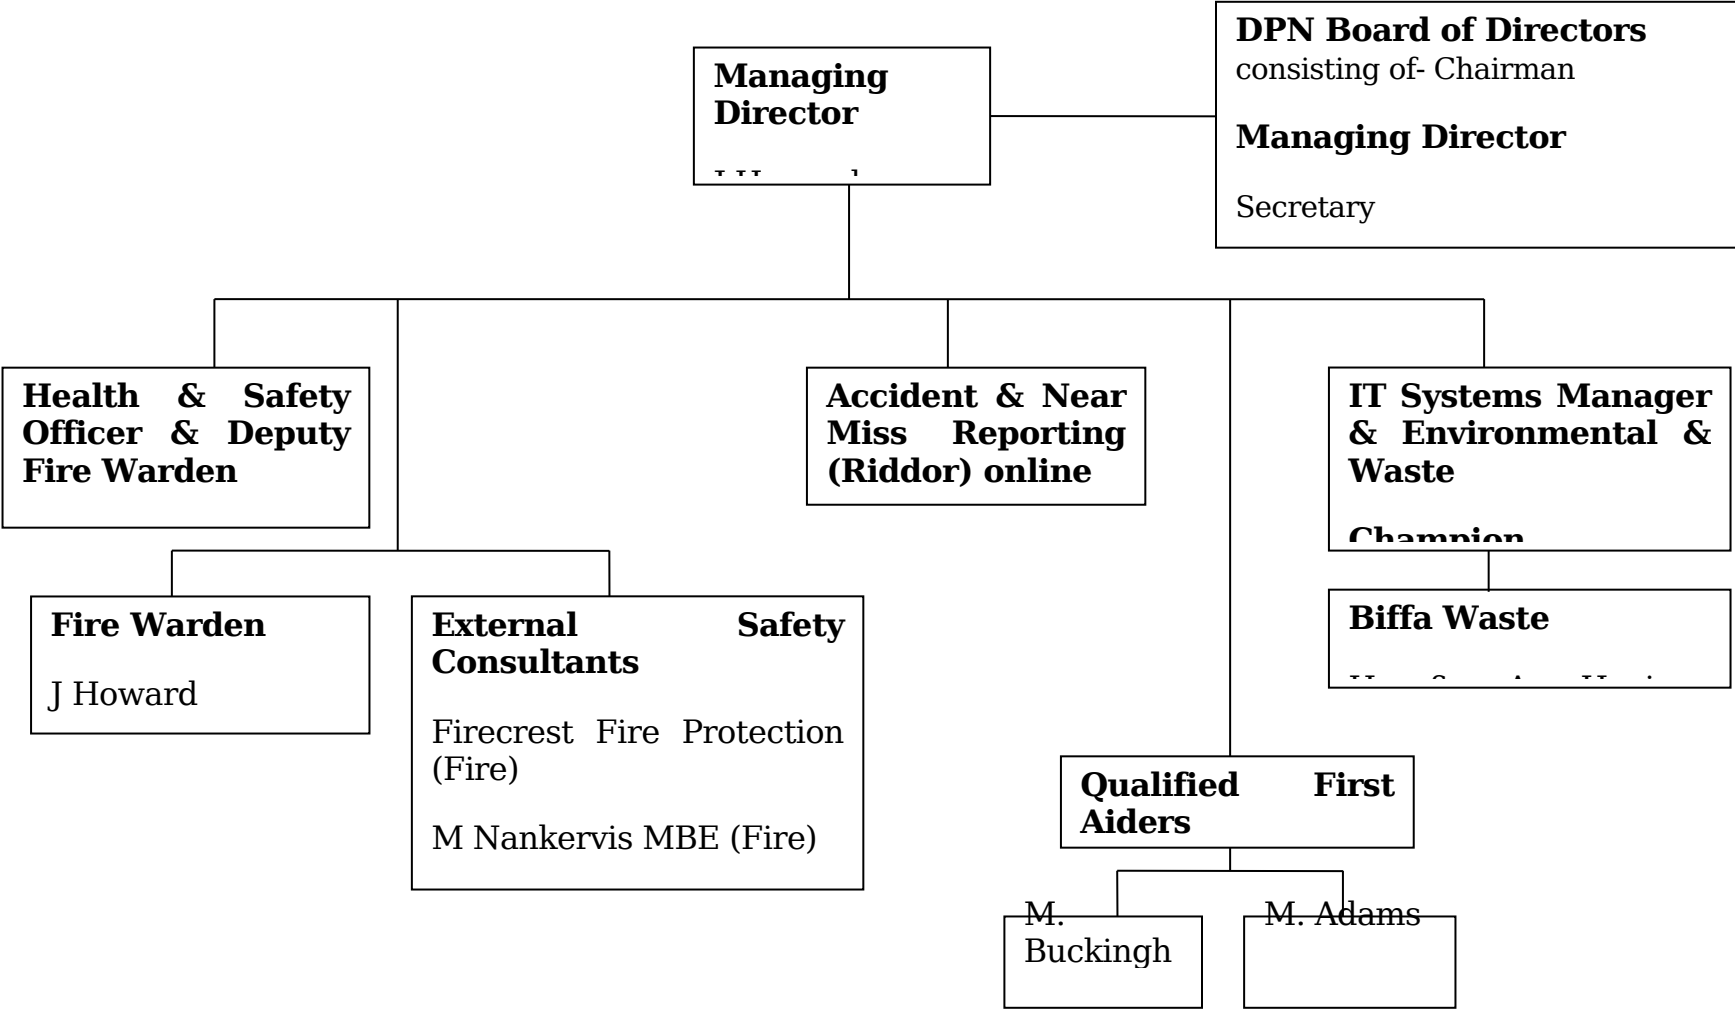 DPN Board of Directors
consisting of- Chairman
Managing Director
Secretary
Managing
Director
Health & Safety
Officer & Deputy
Fire Warden
Accident & Near
Miss Reporting
(Riddor) online
IT Systems Manager
& Environmental &
Waste
Champion
Fire Warden
J Howard
External Safety
Consultants
Firecrest Fire Protection
(Fire)
M Nankervis MBE (Fire)
Biffa Waste
Qualified First
Aiders
M.
Buckingh
M. Adams